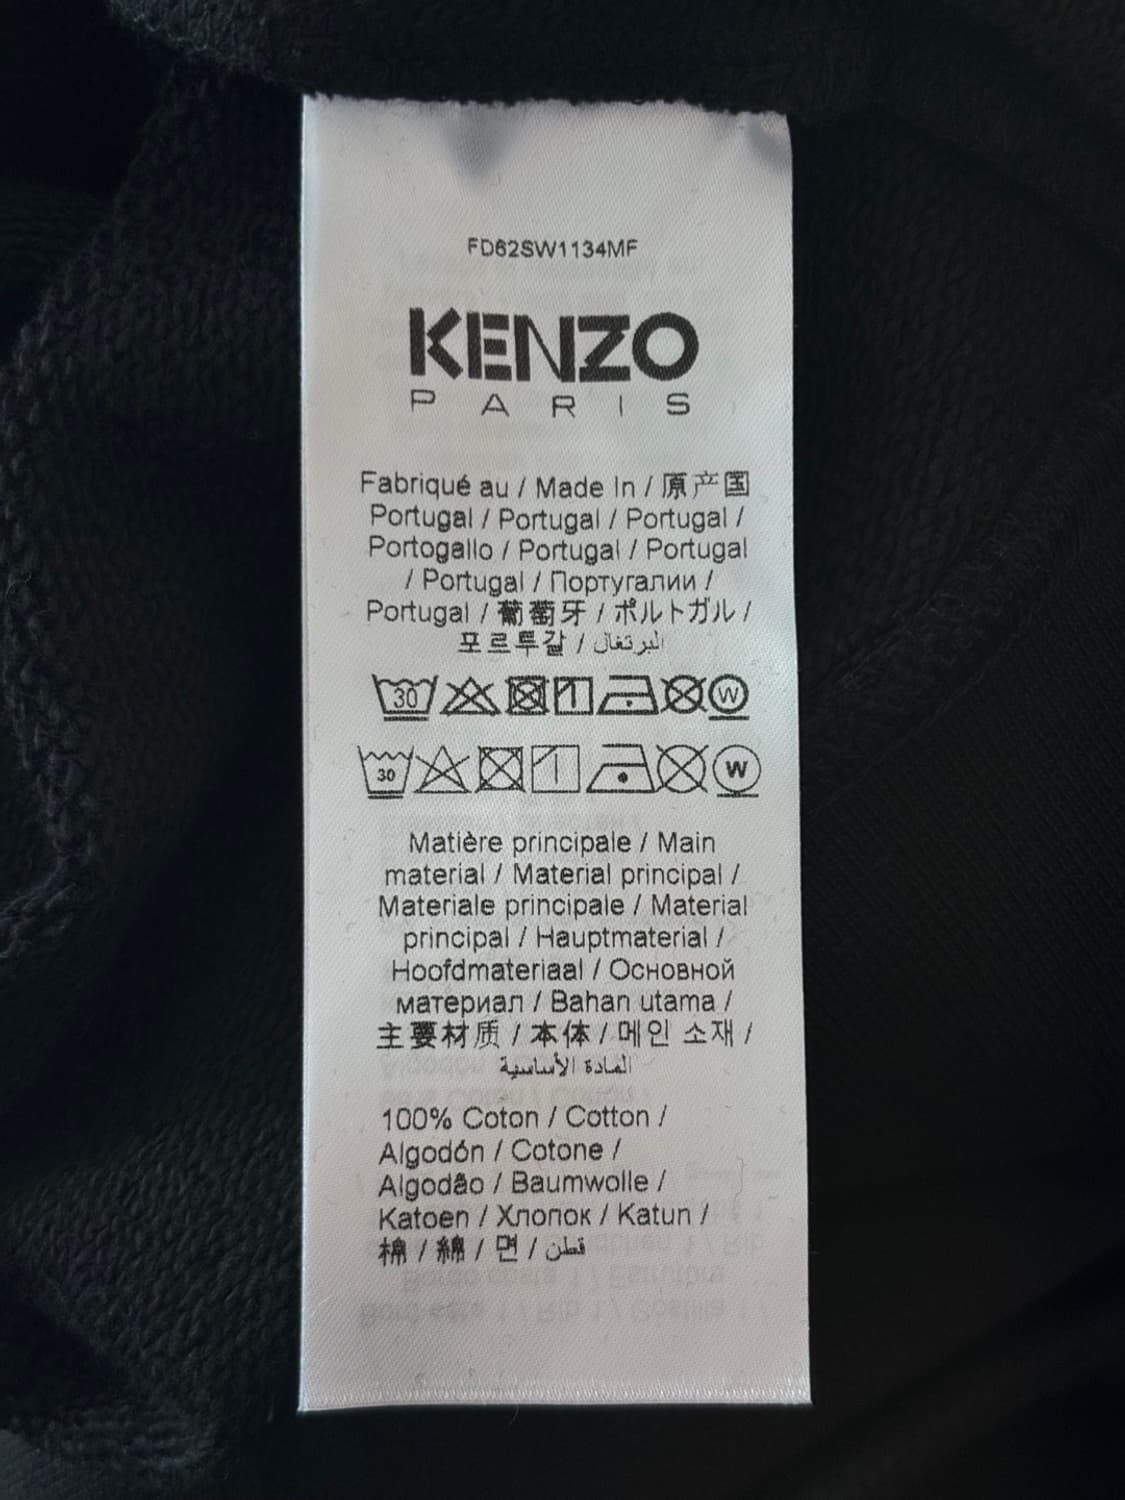 FD62SW1134MF
KENZO
PARIS
Fabriqué au / Made In / 原产国
Portugal / Portugal / Portugal /
Portogallo / Portugal / Portugal
/ Portugal / Португалии /
Portugal / 葡萄牙 / ポルトガル /
포르투갈 / البرتغال
30 W
30 W
Matière principale / Main
material / Material principal /
Materiale principale / Material
principal / Hauptmaterial /
Hoofdmateriaal / Основной
материал / Bahan utama /
主要材质 / 本体 / 메인 소재 /
المادة الأساسية
100% Coton / Cotton /
Algodón / Cotone /
Algodão / Baumwolle /
Katoen / Хлопок / Katun /
棉 / 綿 / 면 / قطن